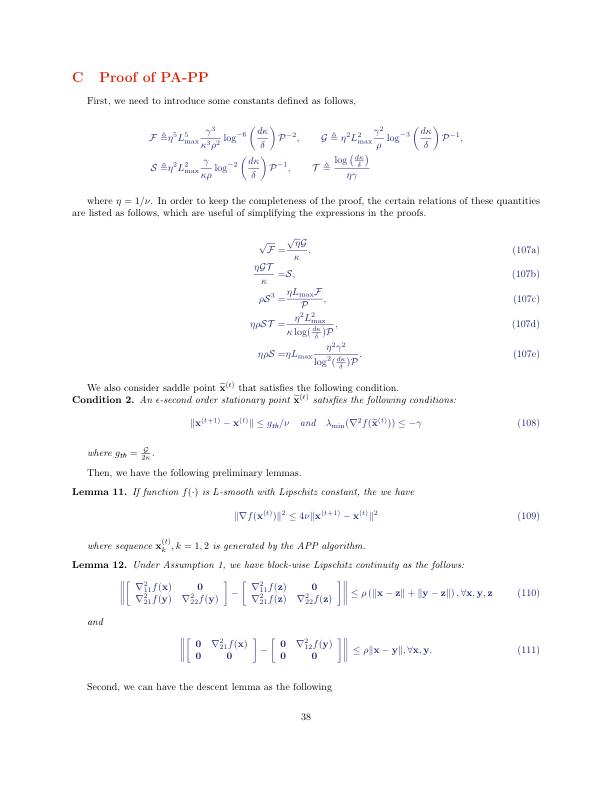 C Proof of PA-PP
First, we need to introduce some constants defined as follows,
$\mathcal{F} \triangleq \eta^5 L_{\max}^5 \frac{\gamma^3}{\kappa^3 \rho^2} \log^{-6}\left(\frac{d\kappa}{\delta}\right) \mathcal{P}^{-2}, \quad \mathcal{G} \triangleq \eta^2 L_{\max}^2 \frac{\gamma^2}{\rho} \log^{-3}\left(\frac{d\kappa}{\delta}\right) \mathcal{P}^{-1},$
$\mathcal{S} \triangleq \eta^2 L_{\max}^2 \frac{\gamma}{\kappa\rho} \log^{-2}\left(\frac{d\kappa}{\delta}\right) \mathcal{P}^{-1}, \quad \mathcal{T} \triangleq \frac{\log\left(\frac{d\kappa}{\delta}\right)}{\eta\gamma}$
where η = 1/ν. In order to keep the completeness of the proof, the certain relations of these quantities
are listed as follows, which are useful of simplifying the expressions in the proofs.
$\sqrt{\mathcal{F}} = \frac{\sqrt{\eta}\mathcal{G}}{\kappa},$ (107a)
$\frac{\eta\mathcal{G}\mathcal{T}}{\kappa} = \mathcal{S},$ (107b)
$\rho\mathcal{S}^3 = \frac{\eta L_{\max}\mathcal{F}}{\mathcal{P}},$ (107c)
$\eta\rho\mathcal{S}\mathcal{T} = \frac{\eta^2 L_{\max}^2}{\kappa \log(\frac{d\kappa}{\delta})\mathcal{P}},$ (107d)
$\eta\rho\mathcal{S} = \eta L_{\max} \frac{\eta^2\gamma^2}{\log^2(\frac{d\kappa}{\delta})\mathcal{P}}.$ (107e)
We also consider saddle point $\widetilde{\mathbf{x}}^{(t)}$ that satisfies the following condition.
Condition 2. An ϵ-second order stationary point $\widetilde{\mathbf{x}}^{(t)}$ satisfies the following conditions:
$\|\mathbf{x}^{(t+1)} - \mathbf{x}^{(t)}\| \leq g_{th}/\nu \quad and \quad \lambda_{\min}(\nabla^2 f(\widetilde{\mathbf{x}}^{(t)})) \leq -\gamma$ (108)
where $g_{th} = \frac{\mathcal{G}}{2\kappa}$.
Then, we have the following preliminary lemmas.
Lemma 11. If function f(·) is L-smooth with Lipschitz constant, the we have
$\|\nabla f(\mathbf{x}^{(t)})\|^2 \leq 4\nu\|\mathbf{x}^{(t+1)} - \mathbf{x}^{(t)}\|^2$ (109)
where sequence $\mathbf{x}_k^{(t)}, k = 1, 2$ is generated by the APP algorithm.
Lemma 12. Under Assumption 1, we have block-wise Lipschitz continuity as follows:
$\left\| \begin{bmatrix} \nabla_{11}^2 f(\mathbf{x}) & \mathbf{0} \\ \nabla_{21}^2 f(\mathbf{y}) & \nabla_{22}^2 f(\mathbf{y}) \end{bmatrix} - \begin{bmatrix} \nabla_{11}^2 f(\mathbf{z}) & \mathbf{0} \\ \nabla_{21}^2 f(\mathbf{z}) & \nabla_{22}^2 f(\mathbf{z}) \end{bmatrix} \right\| \leq \rho\left(\|\mathbf{x} - \mathbf{z}\| + \|\mathbf{y} - \mathbf{z}\|\right), \forall \mathbf{x}, \mathbf{y}, \mathbf{z}$ (110)
and
$\left\| \begin{bmatrix} \mathbf{0} & \nabla_{21}^2 f(\mathbf{x}) \\ \mathbf{0} & \mathbf{0} \end{bmatrix} - \begin{bmatrix} \mathbf{0} & \nabla_{12}^2 f(\mathbf{y}) \\ \mathbf{0} & \mathbf{0} \end{bmatrix} \right\| \leq \rho\|\mathbf{x} - \mathbf{y}\|, \forall \mathbf{x}, \mathbf{y}.$ (111)
Second, we can have the descent lemma as the following
38